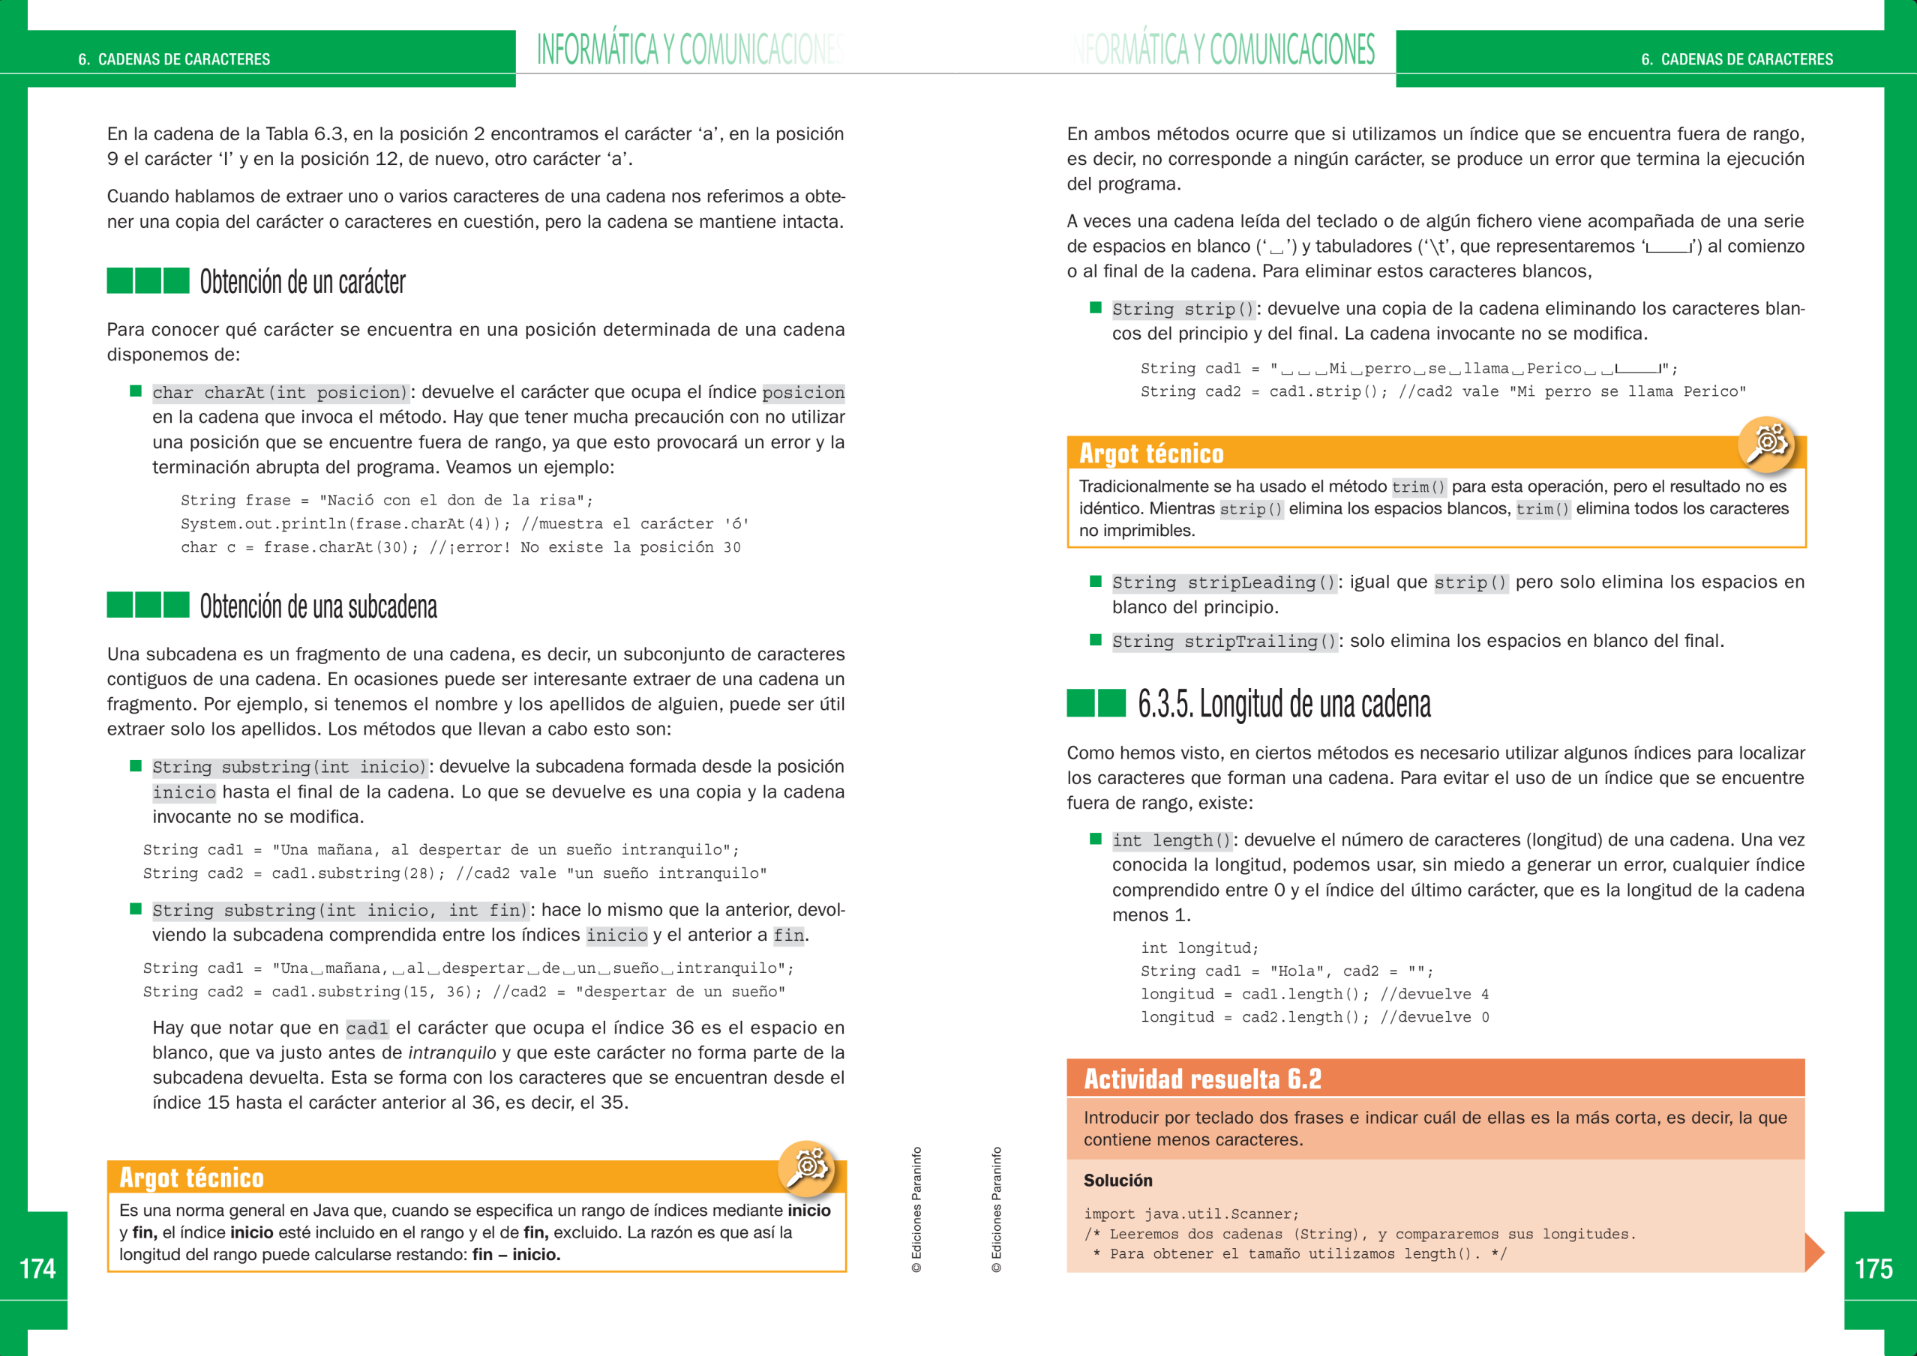 6. CADENAS DE CARACTERES
INFORMÁTICA Y COMUNICACIONES
En la cadena de la Tabla 6.3, en la posición 2 encontramos el carácter ‘a’, en la posición
9 el carácter ‘l’ y en la posición 12, de nuevo, otro carácter ‘a’.
Cuando hablamos de extraer uno o varios caracteres de una cadena nos referimos a obte-
ner una copia del carácter o caracteres en cuestión, pero la cadena se mantiene intacta.
Obtención de un carácter
Para conocer qué carácter se encuentra en una posición determinada de una cadena
disponemos de:
char charAt(int posicion): devuelve el carácter que ocupa el índice posicion
en la cadena que invoca el método. Hay que tener mucha precaución con no utilizar
una posición que se encuentre fuera de rango, ya que esto provocará un error y la
terminación abrupta del programa. Veamos un ejemplo:
String frase = "Nació con el don de la risa";
System.out.println(frase.charAt(4)); //muestra el carácter 'ó'
char c = frase.charAt(30); //¡error! No existe la posición 30
Obtención de una subcadena
Una subcadena es un fragmento de una cadena, es decir, un subconjunto de caracteres
contiguos de una cadena. En ocasiones puede ser interesante extraer de una cadena un
fragmento. Por ejemplo, si tenemos el nombre y los apellidos de alguien, puede ser útil
extraer solo los apellidos. Los métodos que llevan a cabo esto son:
String substring(int inicio): devuelve la subcadena formada desde la posición
inicio hasta el final de la cadena. Lo que se devuelve es una copia y la cadena
invocante no se modifica.
String cad1 = "Una mañana, al despertar de un sueño intranquilo";
String cad2 = cad1.substring(28); //cad2 vale "un sueño intranquilo"
String substring(int inicio, int fin): hace lo mismo que la anterior, devol-
viendo la subcadena comprendida entre los índices inicio y el anterior a fin.
String cad1 = "Una⎵mañana,⎵al⎵despertar⎵de⎵un⎵sueño⎵intranquilo";
String cad2 = cad1.substring(15, 36); //cad2 = "despertar de un sueño"
Hay que notar que en cad1 el carácter que ocupa el índice 36 es el espacio en
blanco, que va justo antes de intranquilo y que este carácter no forma parte de la
subcadena devuelta. Esta se forma con los caracteres que se encuentran desde el
índice 15 hasta el carácter anterior al 36, es decir, el 35.
Argot técnico
Es una norma general en Java que, cuando se especifica un rango de índices mediante inicio
y fin, el índice inicio esté incluido en el rango y el de fin, excluido. La razón es que así la
longitud del rango puede calcularse restando: fin – inicio.
174
© Ediciones Paraninfo
INFORMÁTICA Y COMUNICACIONES
6. CADENAS DE CARACTERES
En ambos métodos ocurre que si utilizamos un índice que se encuentra fuera de rango,
es decir, no corresponde a ningún carácter, se produce un error que termina la ejecución
del programa.
A veces una cadena leída del teclado o de algún fichero viene acompañada de una serie
de espacios en blanco (‘⎵’) y tabuladores (‘\t’, que representaremos ‘⎵’) al comienzo
o al final de la cadena. Para eliminar estos caracteres blancos,
String strip(): devuelve una copia de la cadena eliminando los caracteres blan-
cos del principio y del final. La cadena invocante no se modifica.
String cad1 = "⎵⎵⎵Mi⎵perro⎵se⎵llama⎵Perico⎵⎵⎵";
String cad2 = cad1.strip(); //cad2 vale "Mi perro se llama Perico"
Argot técnico
Tradicionalmente se ha usado el método trim() para esta operación, pero el resultado no es
idéntico. Mientras strip() elimina los espacios blancos, trim() elimina todos los caracteres
no imprimibles.
String stripLeading(): igual que strip() pero solo elimina los espacios en
blanco del principio.
String stripTrailing(): solo elimina los espacios en blanco del final.
6.3.5. Longitud de una cadena
Como hemos visto, en ciertos métodos es necesario utilizar algunos índices para localizar
los caracteres que forman una cadena. Para evitar el uso de un índice que se encuentre
fuera de rango, existe:
int length(): devuelve el número de caracteres (longitud) de una cadena. Una vez
conocida la longitud, podemos usar, sin miedo a generar un error, cualquier índice
comprendido entre 0 y el índice del último carácter, que es la longitud de la cadena
menos 1.
int longitud;
String cad1 = "Hola", cad2 = "";
longitud = cad1.length(); //devuelve 4
longitud = cad2.length(); //devuelve 0
Actividad resuelta 6.2
Introducir por teclado dos frases e indicar cuál de ellas es la más corta, es decir, la que
contiene menos caracteres.
Solución
import java.util.Scanner;
/* Leeremos dos cadenas (String), y compararemos sus longitudes.
* Para obtener el tamaño utilizamos length(). */
© Ediciones Paraninfo
175